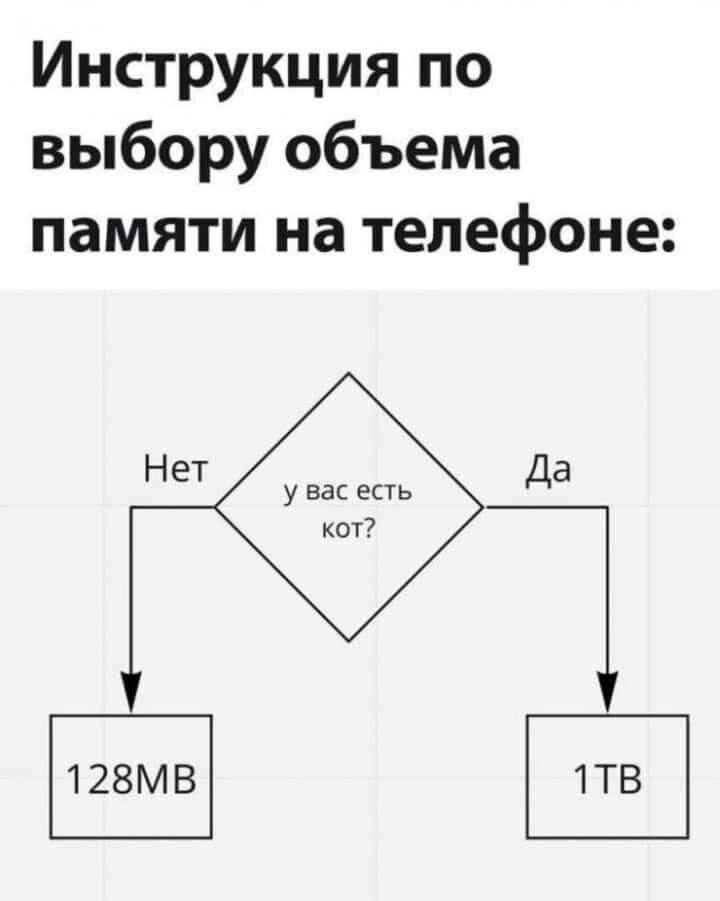 Инструкция по
выбору объема
памяти на телефоне:
Нет
Да
у вас есть
кот?
128MB
1TB